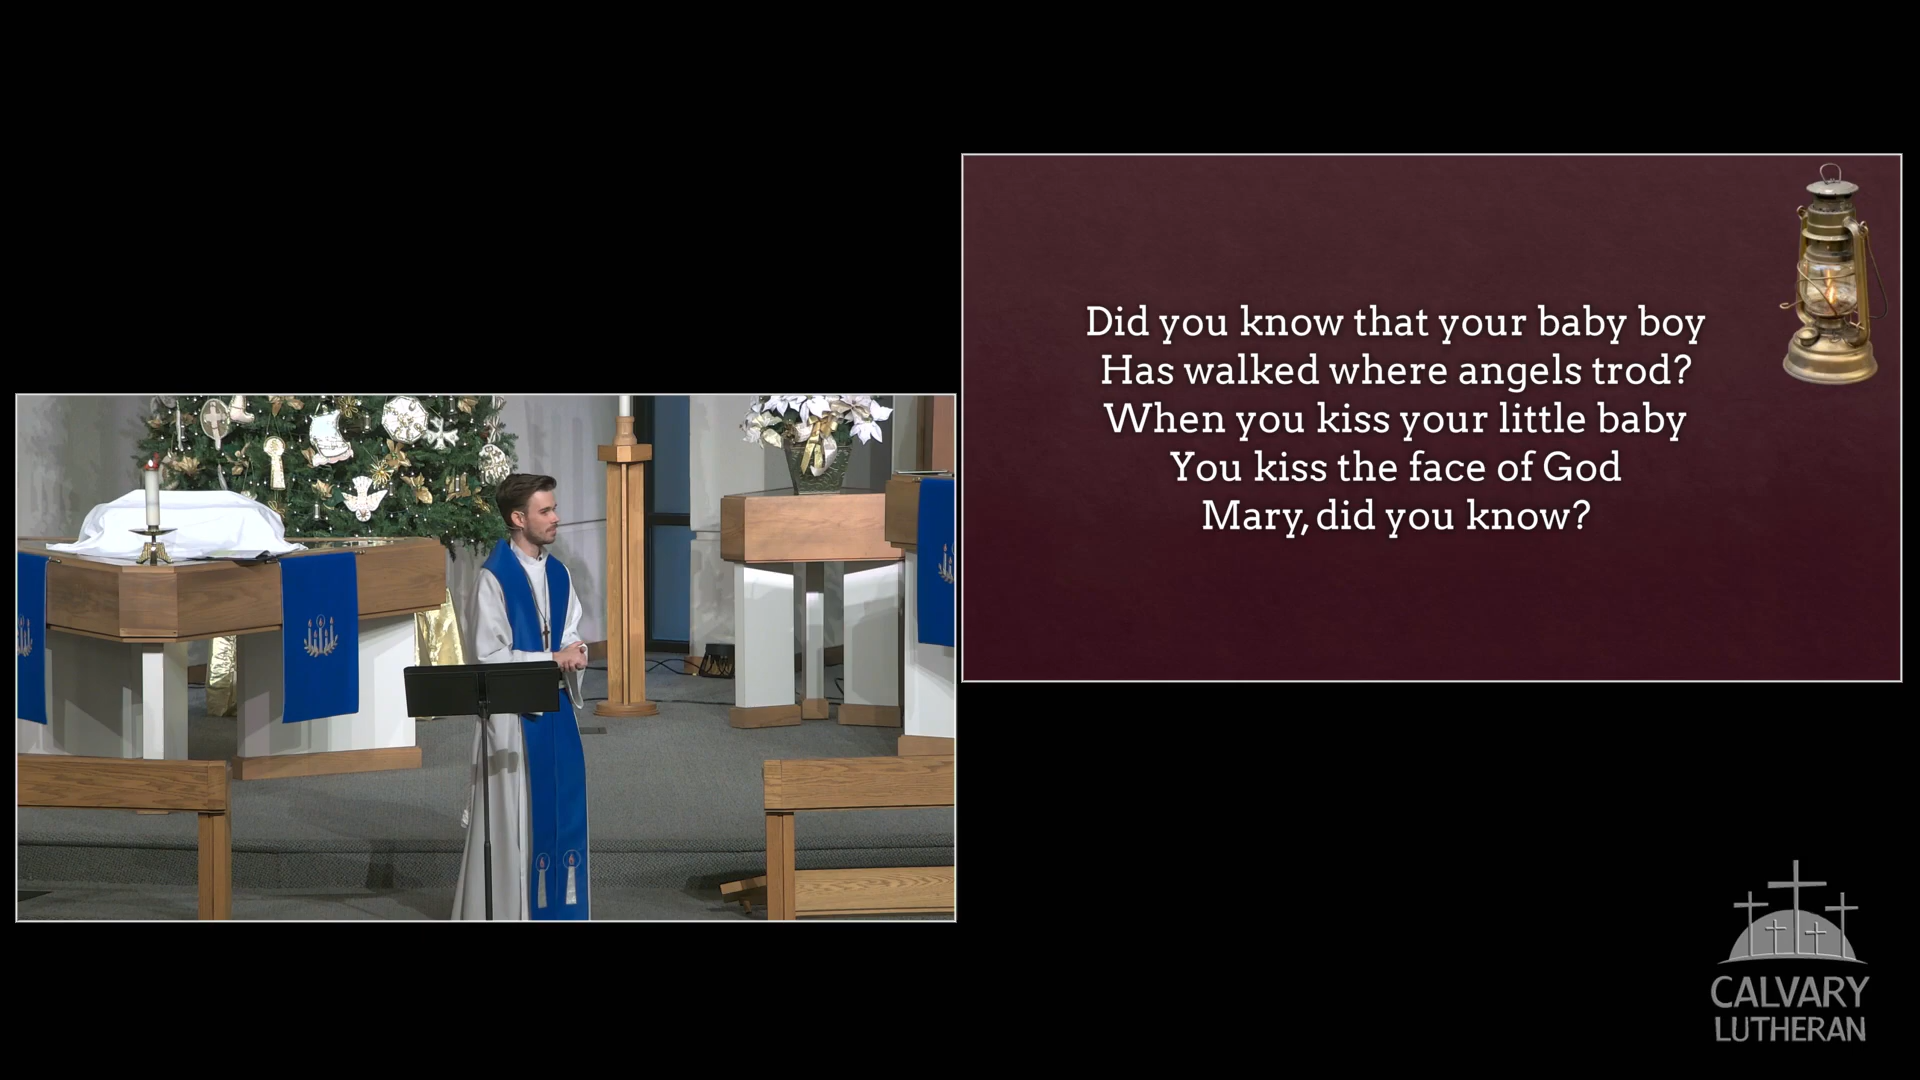 Did you know that your baby boy
Has walked where angels trod?
When you kiss your little baby
You kiss the face of God
Mary, did you know?
CALVARY
LUTHERAN